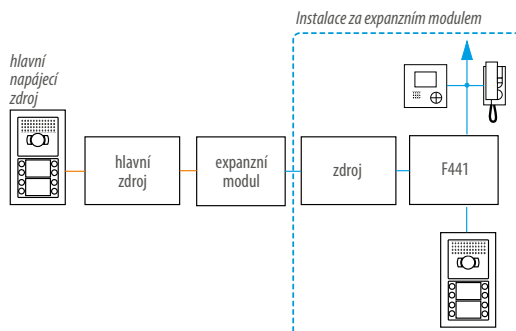 Instalace za expanzním modulem
hlavní
napájecí
zdroj
hlavní
zdroj
expanzní
modul
zdroj
F441